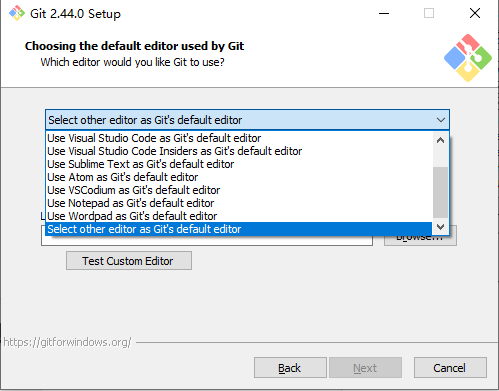 Git 2.44.0 Setup
Choosing the default editor used by Git
Which editor would you like Git to use?
Select other editor as Git's default editor
Use Visual Studio Code as Git's default editor
Use Visual Studio Code Insiders as Git's default editor
Use Sublime Text as Git's default editor
Use Atom as Git's default editor
Use VSCodium as Git's default editor
Use Notepad as Git's default editor
Use Wordpad as Git's default editor
Select other editor as Git's default editor
Browse...
Test Custom Editor
https://gitforwindows.org/
Back
Next
Cancel